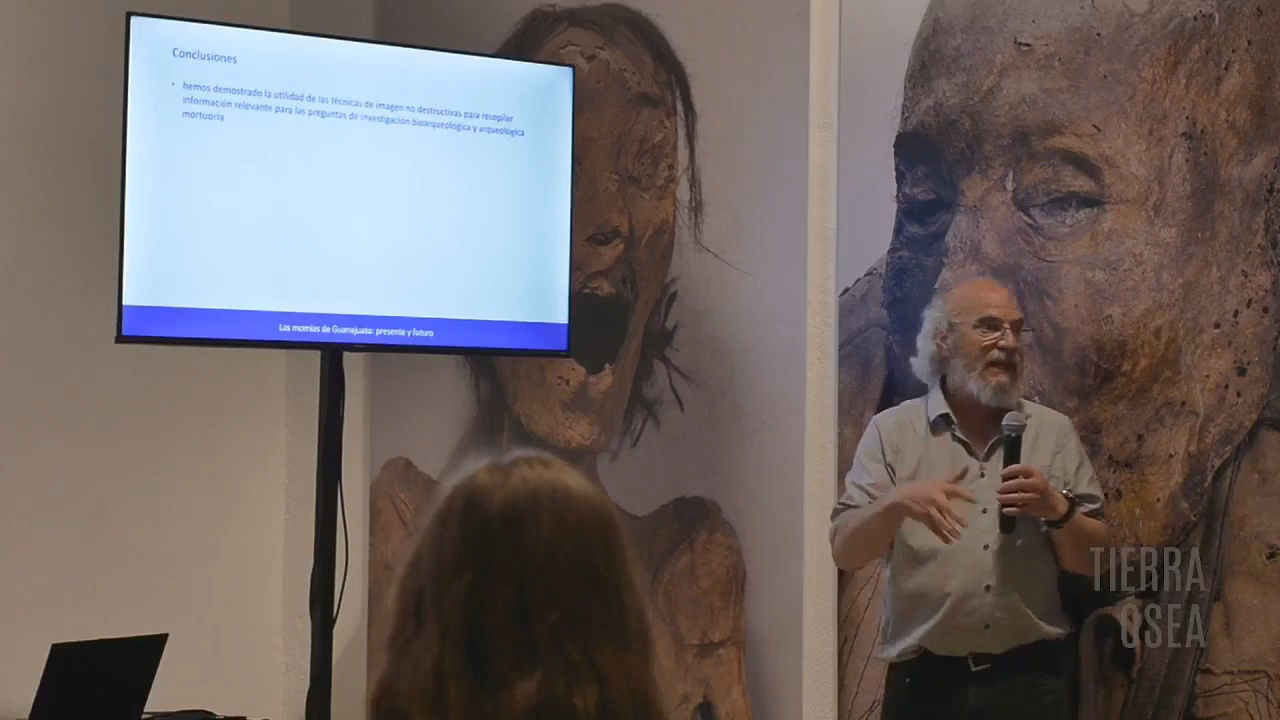 Conclusiones
• hemos demostrado la utilidad de las técnicas de imagen no destructivas para recopilar
información relevante para las preguntas de investigación bioarqueológica y arqueológica
mortuoria
Las momias de Guanajuato: presente y futuro
TIERRA
OSEA